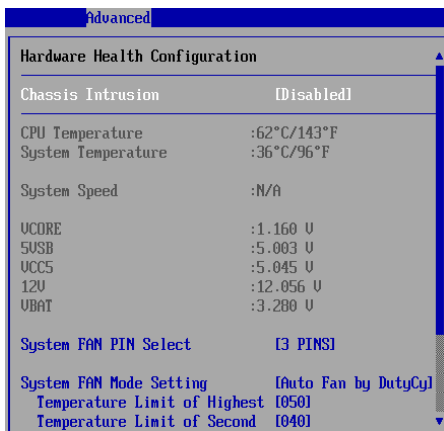 Advanced
Hardware Health Configuration
Chassis Intrusion [Disabled]
CPU Temperature :62°C/143°F
System Temperature :36°C/96°F
System Speed :N/A
VCORE :1.160 V
5VSB :5.003 V
VCC5 :5.045 V
12V :12.056 V
VBAT :3.280 V
System FAN PIN Select [3 PINS]
System FAN Mode Setting [Auto Fan by DutyCy]
Temperature Limit of Highest [050]
Temperature Limit of Second [040]